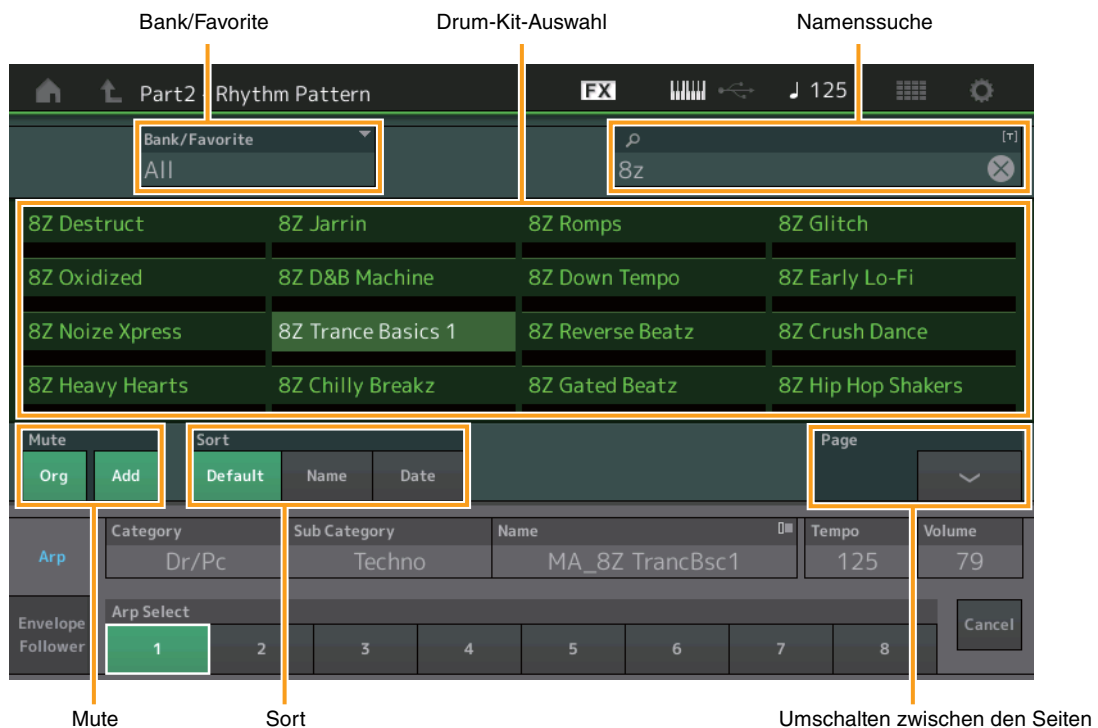 Bank/Favorite Drum-Kit-Auswahl Namenssuche
Part2 - Rhythm Pattern FX 125
Bank/Favorite [T]
All 8z
8Z Destruct 8Z Jarrin 8Z Romps 8Z Glitch
8Z Oxidized 8Z D&B Machine 8Z Down Tempo 8Z Early Lo-Fi
8Z Noize Xpress 8Z Trance Basics 1 8Z Reverse Beatz 8Z Crush Dance
8Z Heavy Hearts 8Z Chilly Breakz 8Z Gated Beatz 8Z Hip Hop Shakers
Mute Sort Page
Org Add Default Name Date
Category Sub Category Name Tempo Volume
Arp Dr/Pc Techno MA_8Z TrancBsc1 125 79
Arp Select
Envelope Follower 1 2 3 4 5 6 7 8 Cancel
Mute Sort Umschalten zwischen den Seiten